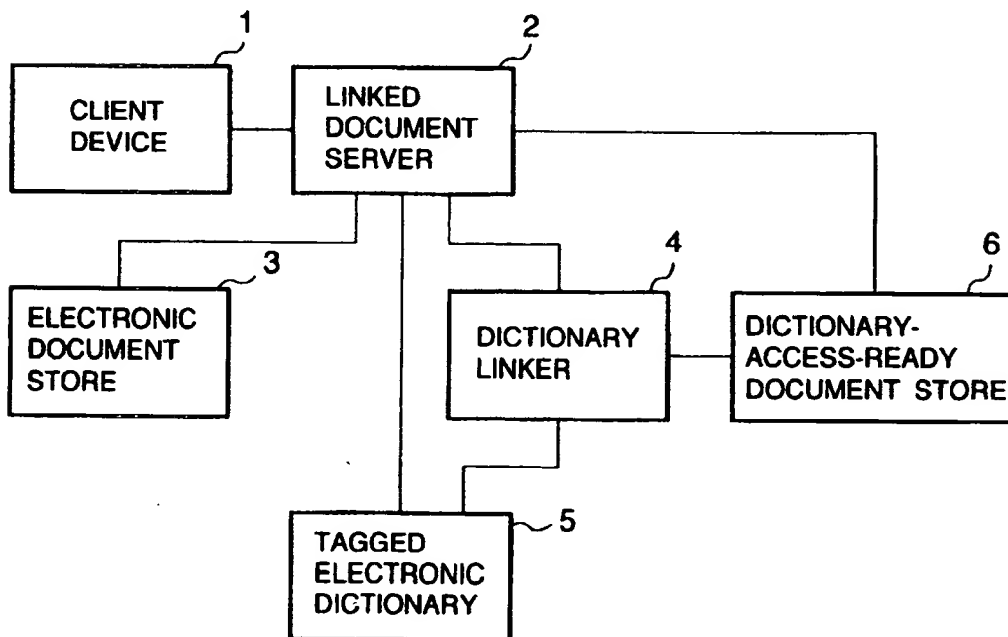 1
CLIENT
DEVICE
2
LINKED
DOCUMENT
SERVER
3
ELECTRONIC
DOCUMENT
STORE
4
DICTIONARY
LINKER
6
DICTIONARY-
ACCESS-READY
DOCUMENT STORE
5
TAGGED
ELECTRONIC
DICTIONARY